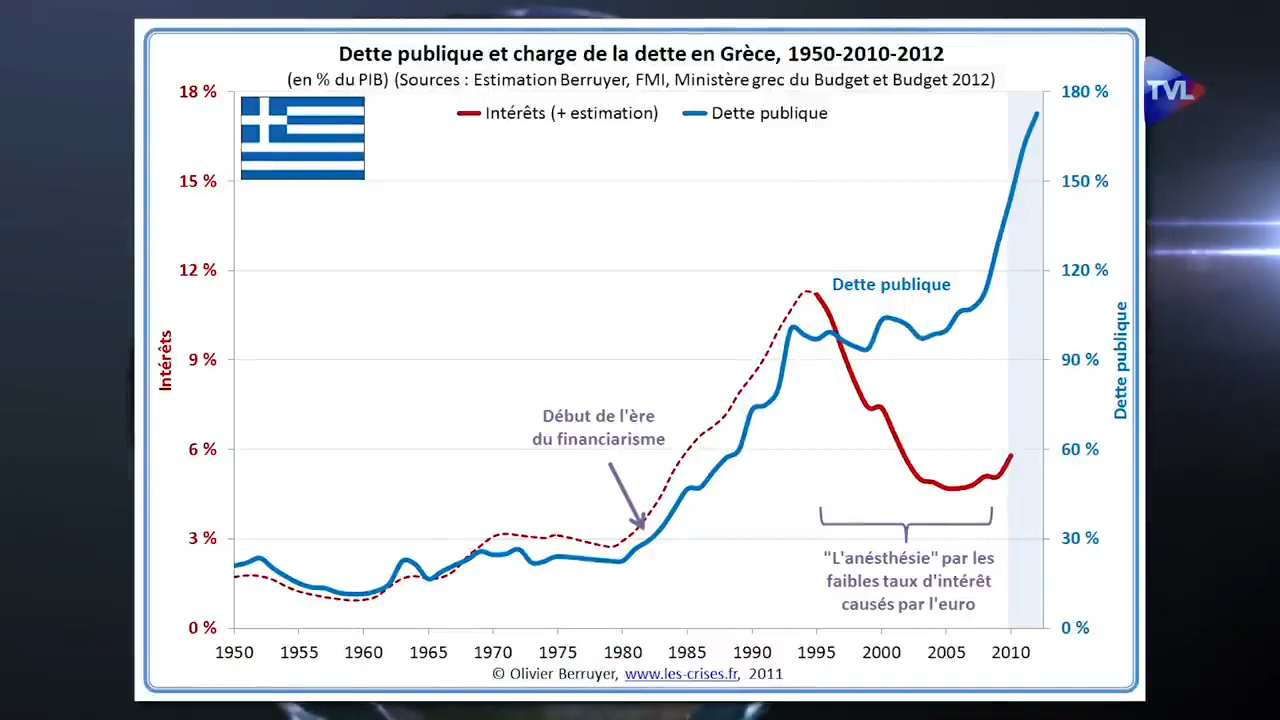 Dette publique et charge de la dette en Grèce, 1950-2010-2012
(en % du PIB) (Sources : Estimation Berruyer, FMI, Ministère grec du Budget et Budget 2012)
TVL
18 %
180 %
Intérêts (+ estimation)
Dette publique
15 %
150 %
12 %
120 %
Dette publique
Intérêts
Dette publique
9 %
90 %
Début de l'ère
du financiarisme
6 %
60 %
3 %
30 %
"L'anésthésie" par les
faibles taux d'intérêt
causés par l'euro
0 %
0 %
1950 1955 1960 1965 1970 1975 1980 1985 1990 1995 2000 2005 2010
© Olivier Berruyer, www.les-crises.fr, 2011